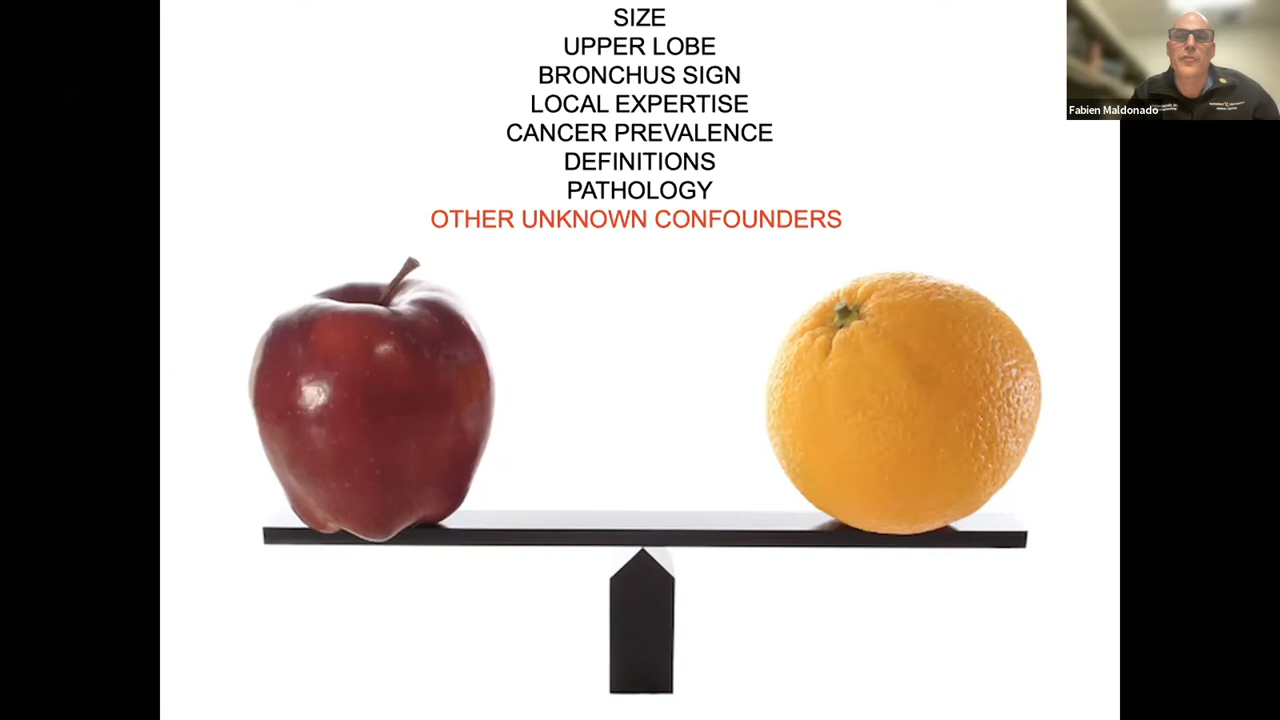 SIZE
UPPER LOBE
BRONCHUS SIGN
LOCAL EXPERTISE
CANCER PREVALENCE
DEFINITIONS
PATHOLOGY
OTHER UNKNOWN CONFOUNDERS
Fabien Maldonado